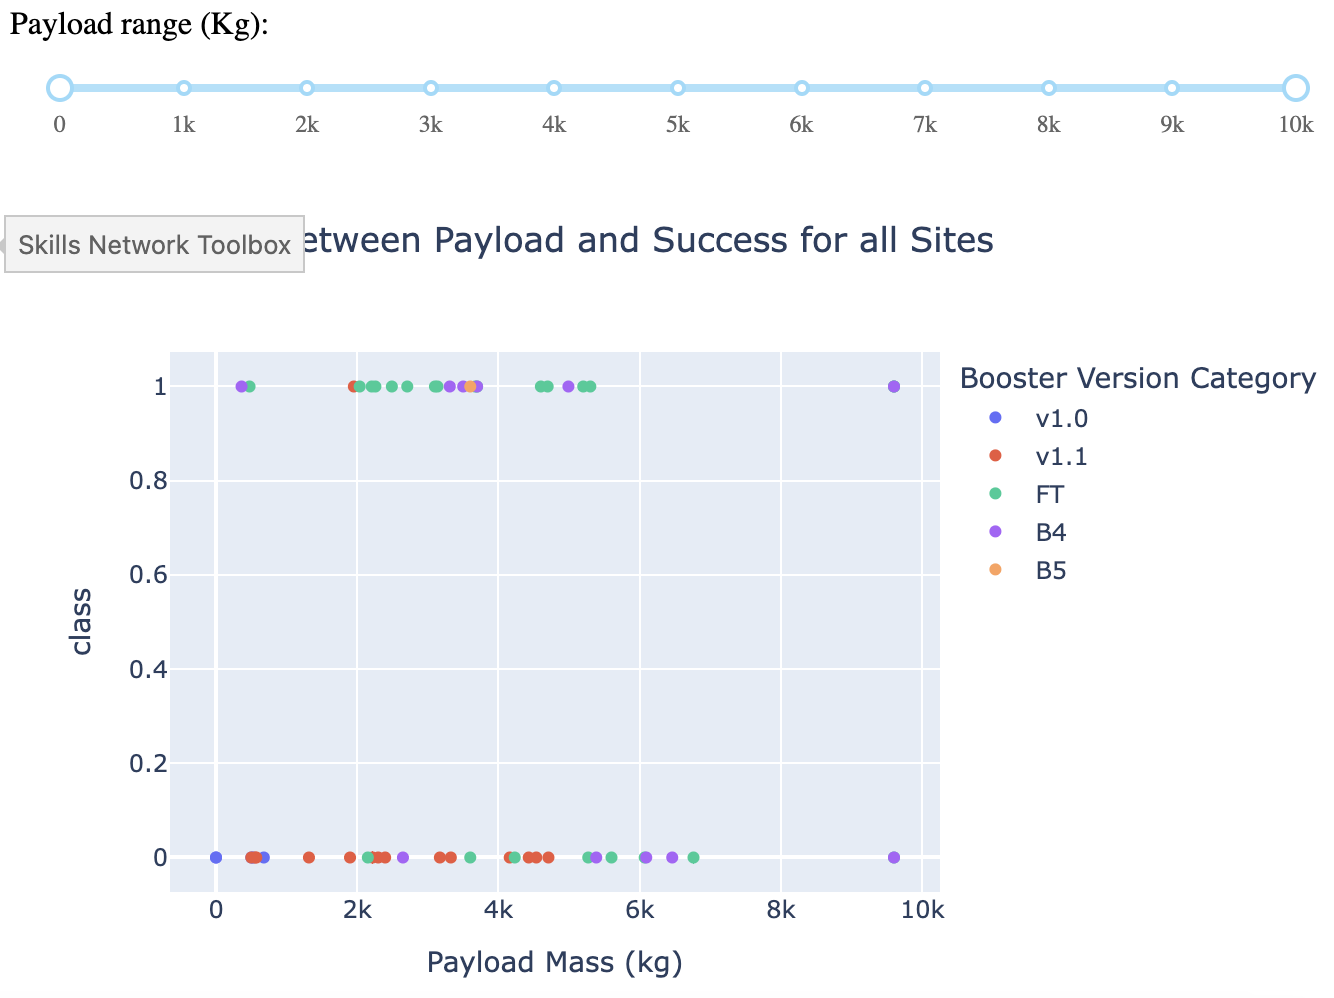 Payload range (Kg):
0 1k 2k 3k 4k 5k 6k 7k 8k 9k 10k
Skills Network Toolbox
etween Payload and Success for all Sites
Booster Version Category
v1.0
v1.1
FT
B4
B5
1
0.8
0.6
0.4
0.2
0
class
0 2k 4k 6k 8k 10k
Payload Mass (kg)